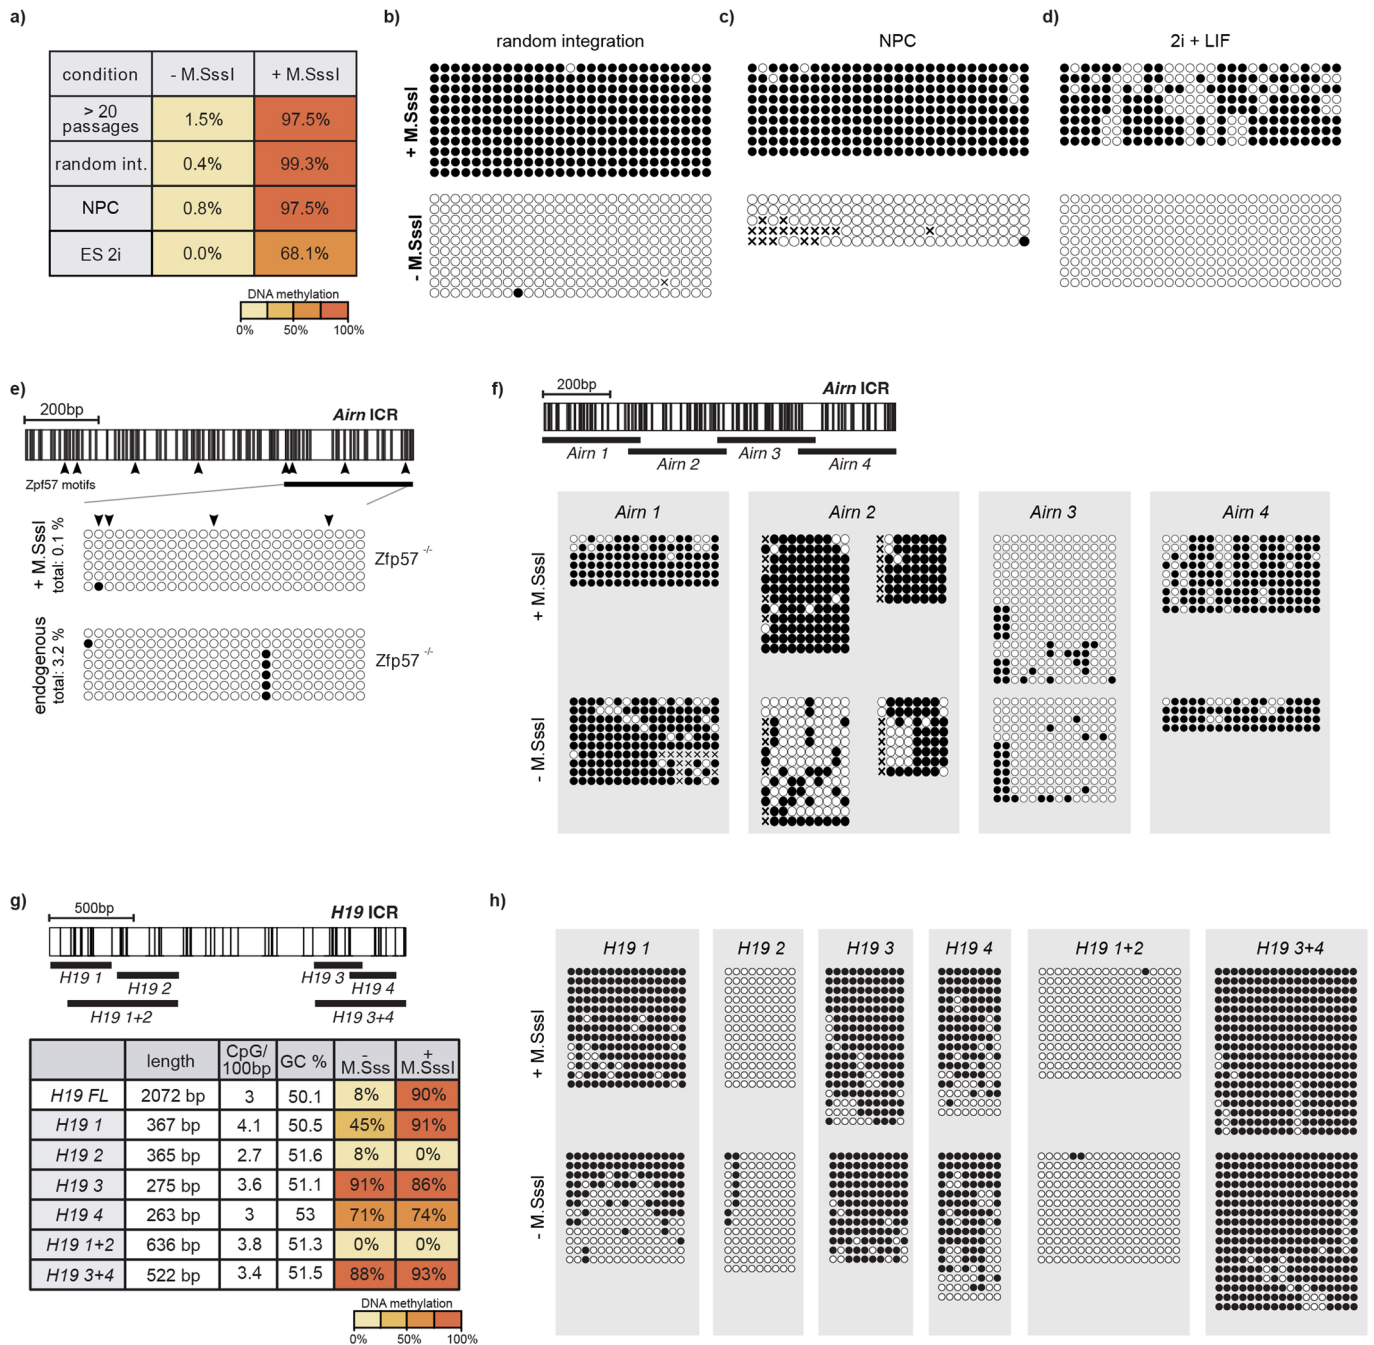 a)
condition - M.SssI + M.SssI
> 20 passages 1.5% 97.5%
random int. 0.4% 99.3%
NPC 0.8% 97.5%
ES 2i 0.0% 68.1%
DNA methylation
0% 50% 100%
b)
random integration
+ M.SssI
- M.SssI
c)
NPC
d)
2i + LIF
e)
200bp
Airn ICR
Zpf57 motifs
+ M.SssI
total: 0.1 %
Zfp57 -/-
endogenous
total: 3.2 %
Zfp57 -/-
f)
200bp
Airn ICR
Airn 1
Airn 2
Airn 3
Airn 4
Airn 1 Airn 2 Airn 3 Airn 4
+ M.SssI
- M.SssI
g)
500bp
H19 ICR
H19 1
H19 2
H19 3
H19 4
H19 1+2
H19 3+4
length CpG/100bp GC % - M.Sss + M.SssI
H19 FL 2072 bp 3 50.1 8% 90%
H19 1 367 bp 4.1 50.5 45% 91%
H19 2 365 bp 2.7 51.6 8% 0%
H19 3 275 bp 3.6 51.1 91% 86%
H19 4 263 bp 3 53 71% 74%
H19 1+2 636 bp 3.8 51.3 0% 0%
H19 3+4 522 bp 3.4 51.5 88% 93%
DNA methylation
0% 50% 100%
h)
H19 1 H19 2 H19 3 H19 4 H19 1+2 H19 3+4
+ M.SssI
- M.SssI